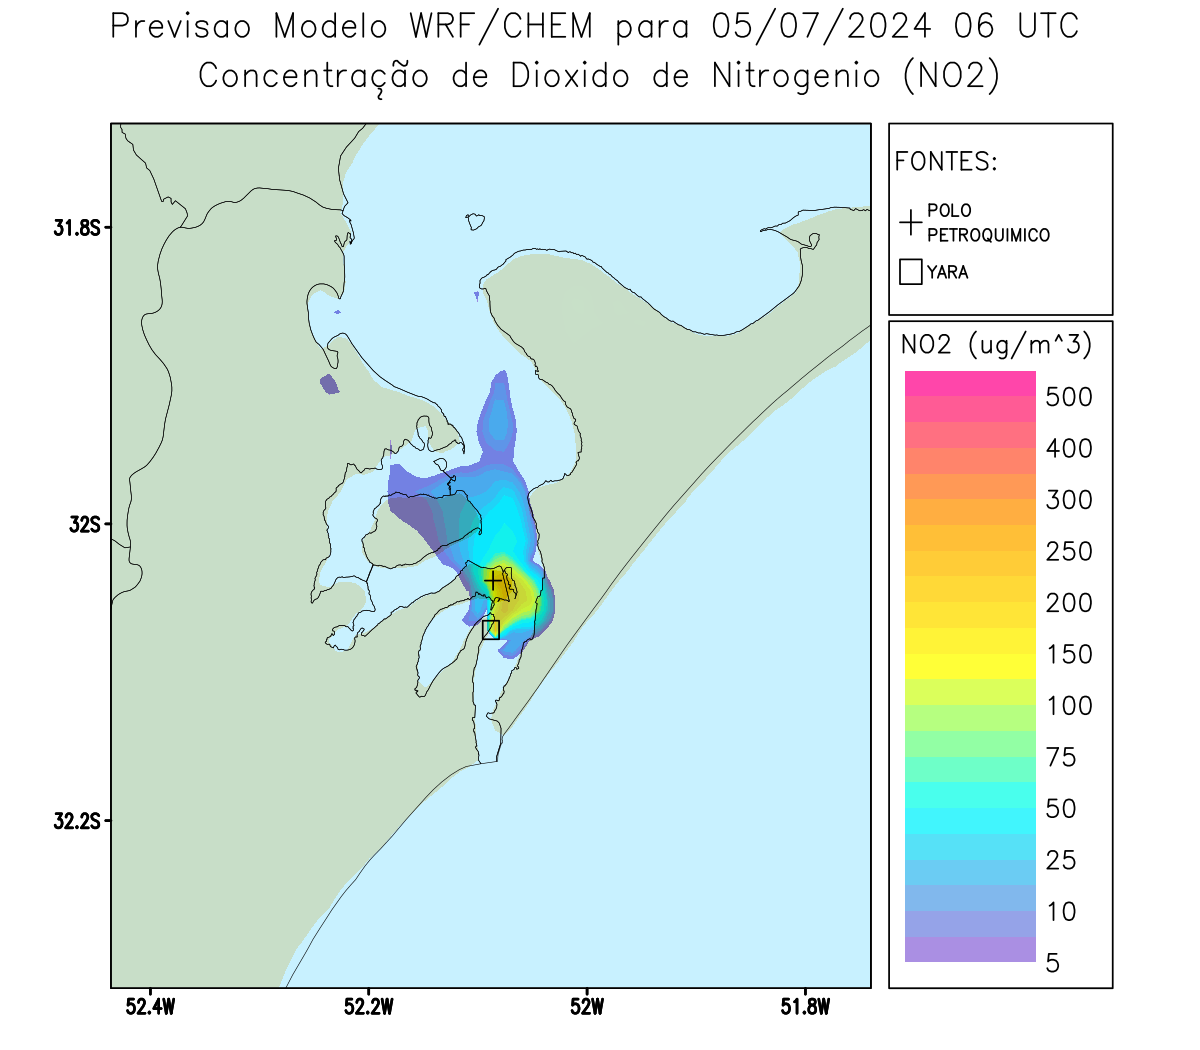 Previsao Modelo WRF/CHEM para 05/07/2024 06 UTC
Concentração de Dioxido de Nitrogenio (NO2)
FONTES:
POLO
PETROQUIMICO
YARA
NO2 (ug/m^3)
500
400
300
250
200
150
100
75
50
25
10
5
31.8S
32S
32.2S
52.4W
52.2W
52W
51.8W